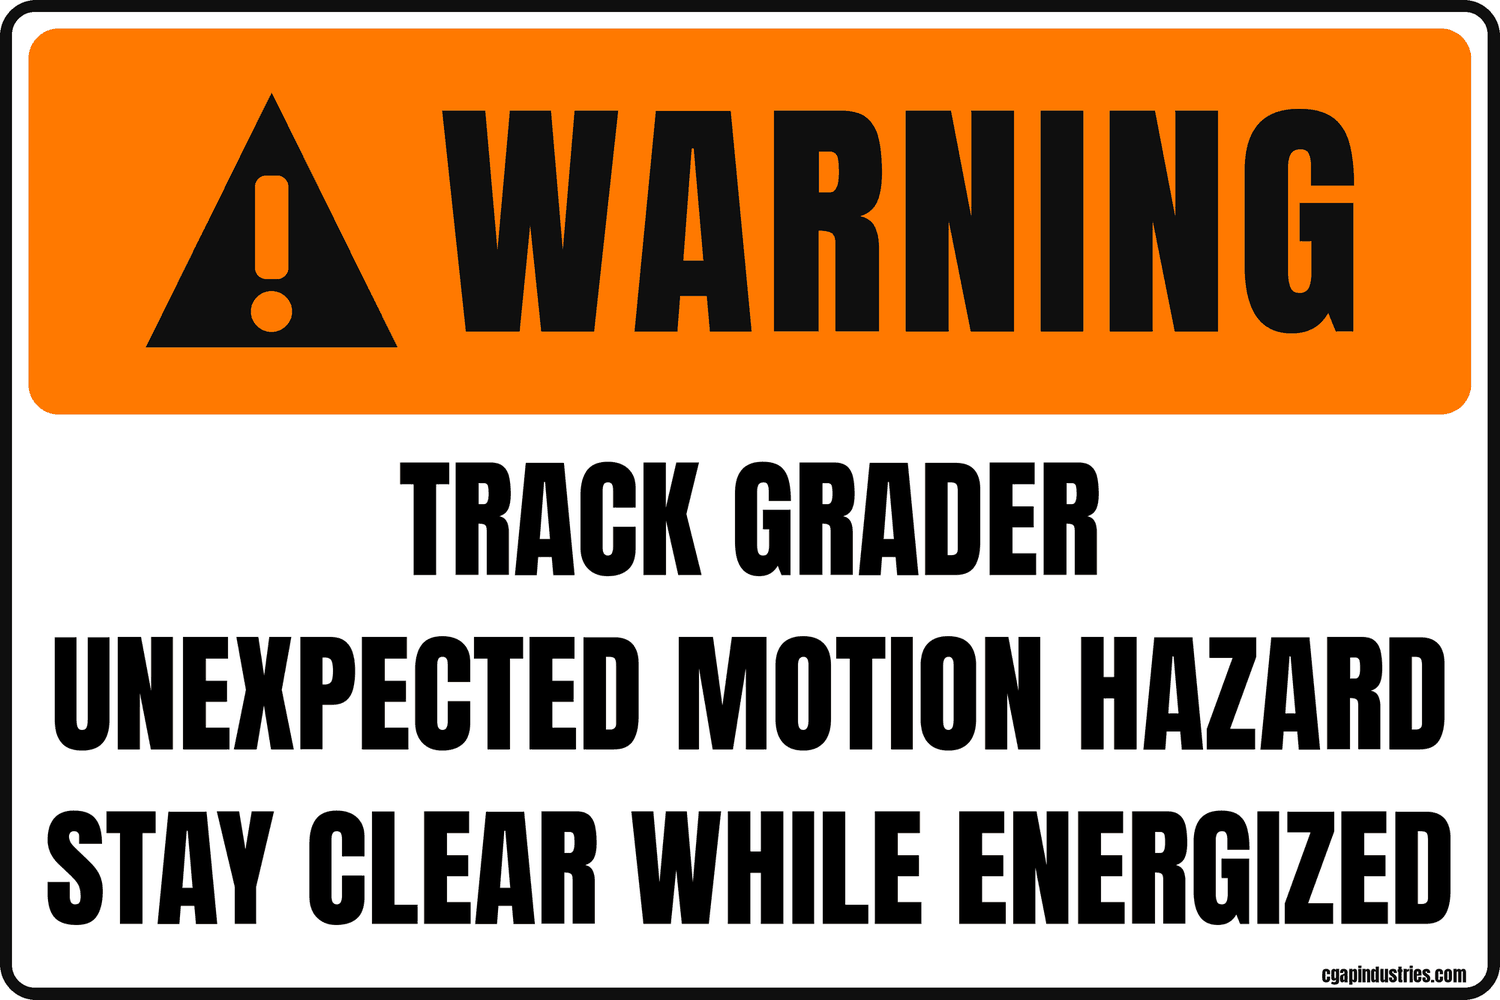 WARNING
TRACK GRADER
UNEXPECTED MOTION HAZARD
STAY CLEAR WHILE ENERGIZED
cgapindustries.com